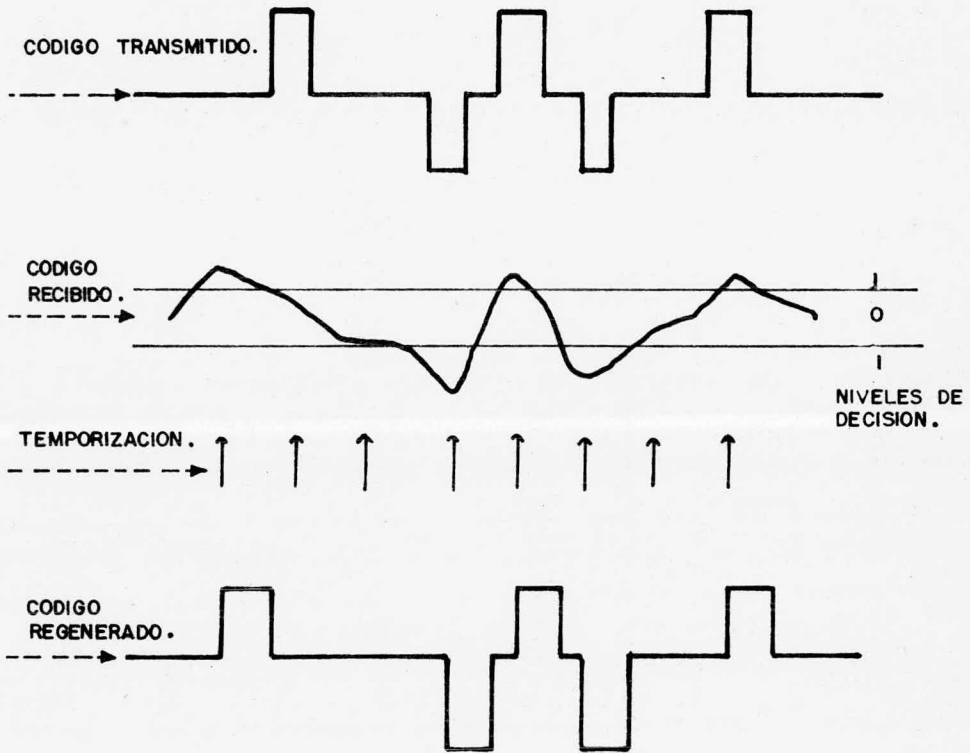 CODIGO TRANSMITIDO.
CODIGO
RECIBIDO.
1
0
1
NIVELES DE
DECISION.
TEMPORIZACION.
CODIGO
REGENERADO.